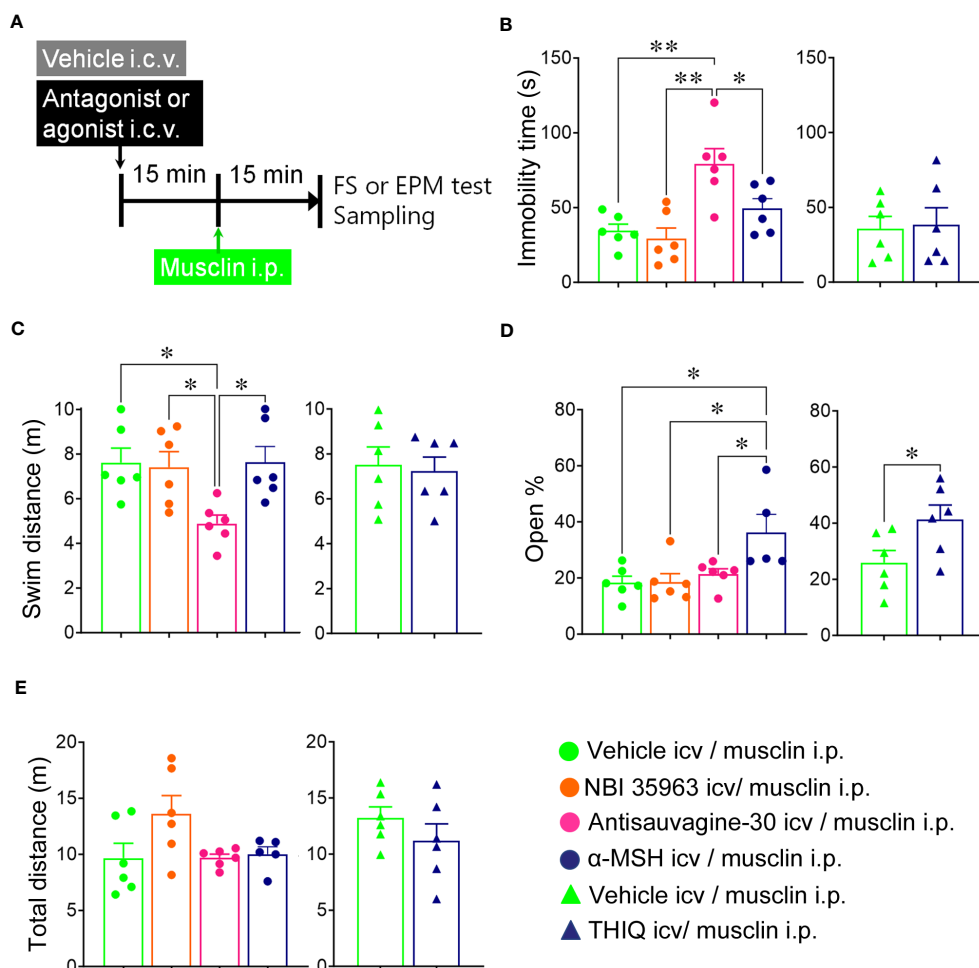 A
Vehicle i.c.v.
Antagonist or
agonist i.c.v.
15 min
15 min
FS or EPM test
Sampling
Musclin i.p.
B
Immobility time (s)
150
100
50
0
**
**
*
150
100
50
0
C
Swim distance (m)
10
8
6
4
2
0
*
*
*
10
8
6
4
2
0
D
Open %
80
60
40
20
0
*
*
*
80
60
40
20
0
*
E
Total distance (m)
20
15
10
5
0
20
15
10
5
0
Vehicle icv / musclin i.p.
NBI 35963 icv/ musclin i.p.
Antisauvagine-30 icv / musclin i.p.
α-MSH icv / musclin i.p.
Vehicle icv / musclin i.p.
THIQ icv/ musclin i.p.